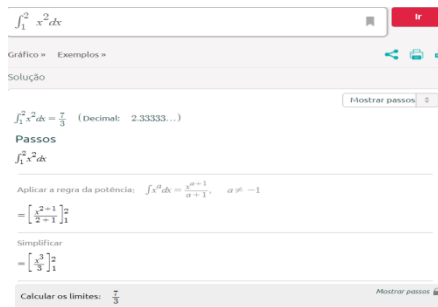 ∫₁² x²dx
Ir
Gráfico » Exemplos »
Solução
Mostrar passos
∫₁² x²dx = 7/3 (Decimal: 2.33333...)
Passos
∫₁² x²dx
Aplicar a regra da potência: ∫xᵃdx = xᵃ⁺¹/(a+1), a ≠ −1
= [x²⁺¹/(2+1)]₁²
Simplificar
= [x³/3]₁²
Calcular os limites: 7/3 Mostrar passos